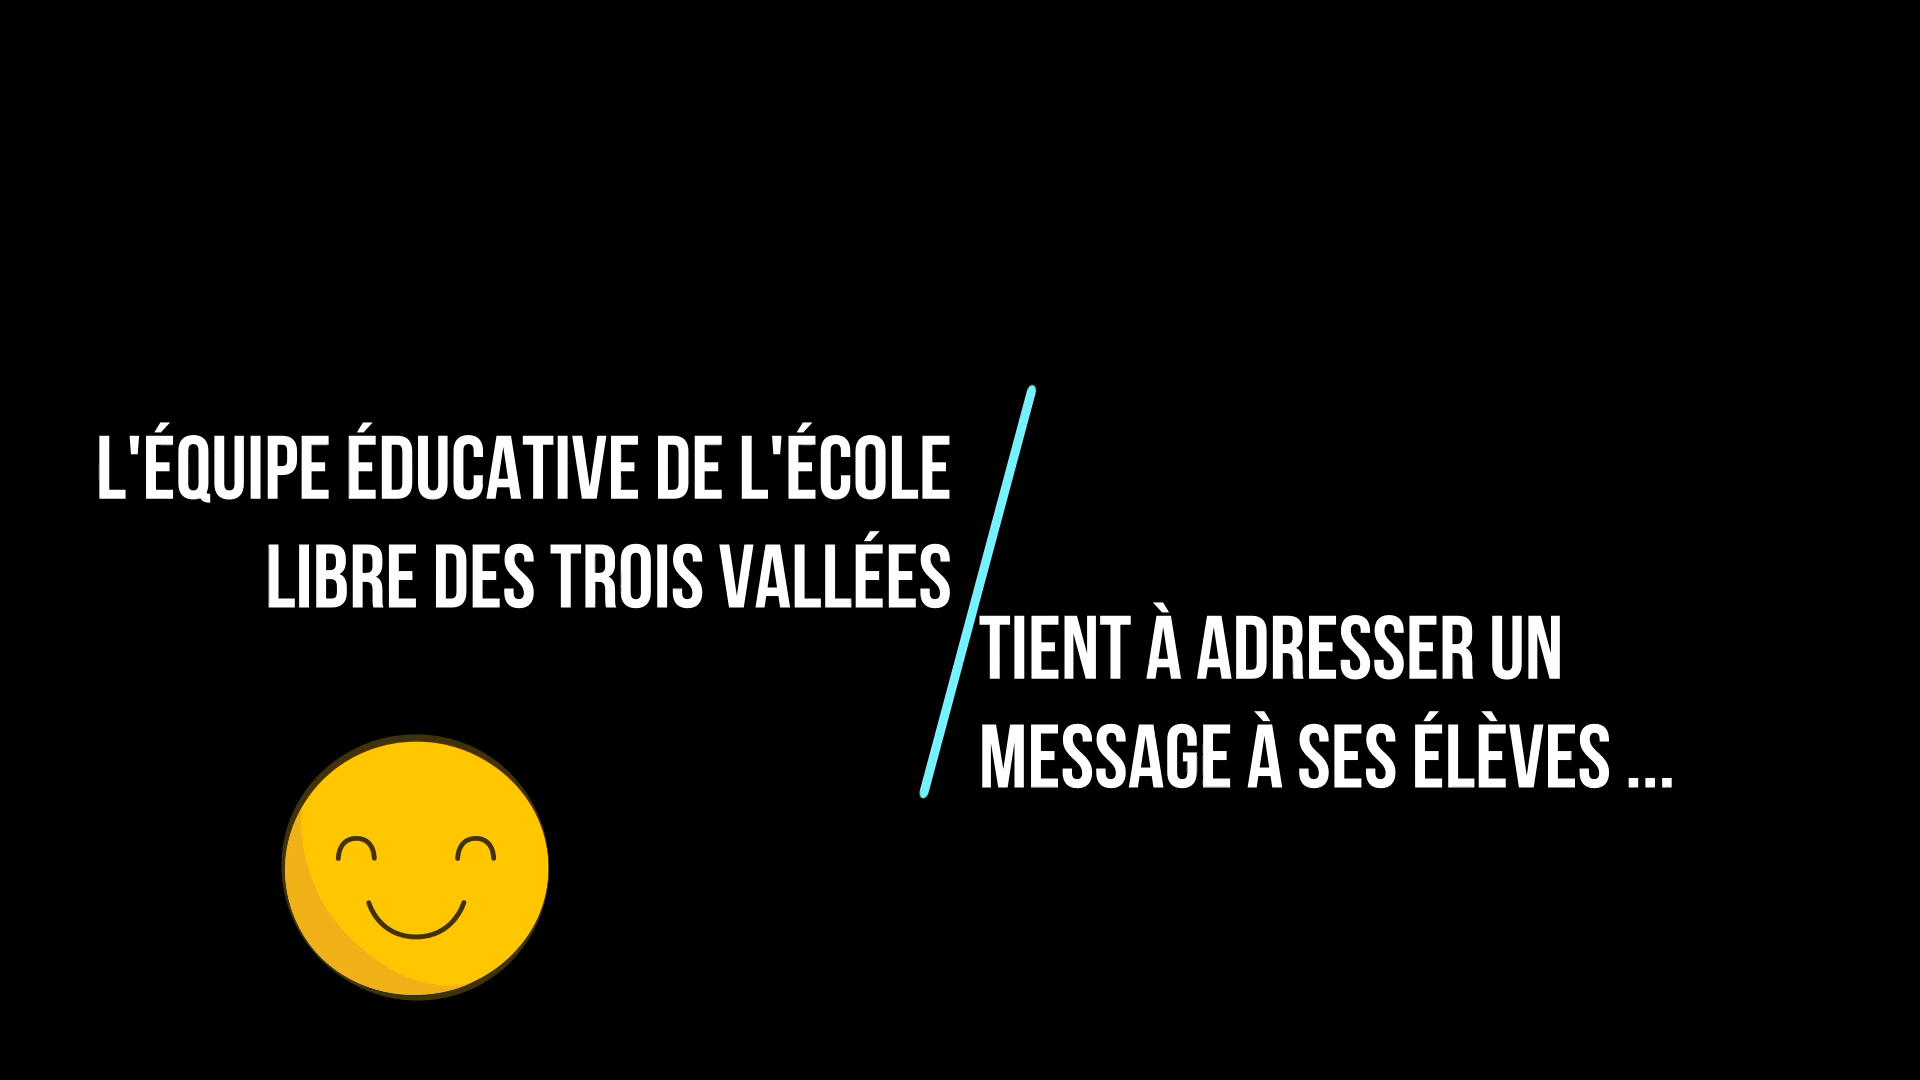 L'ÉQUIPE ÉDUCATIVE DE L'ÉCOLE
LIBRE DES TROIS VALLÉES
TIENT À ADRESSER UN
MESSAGE À SES ÉLÈVES ...